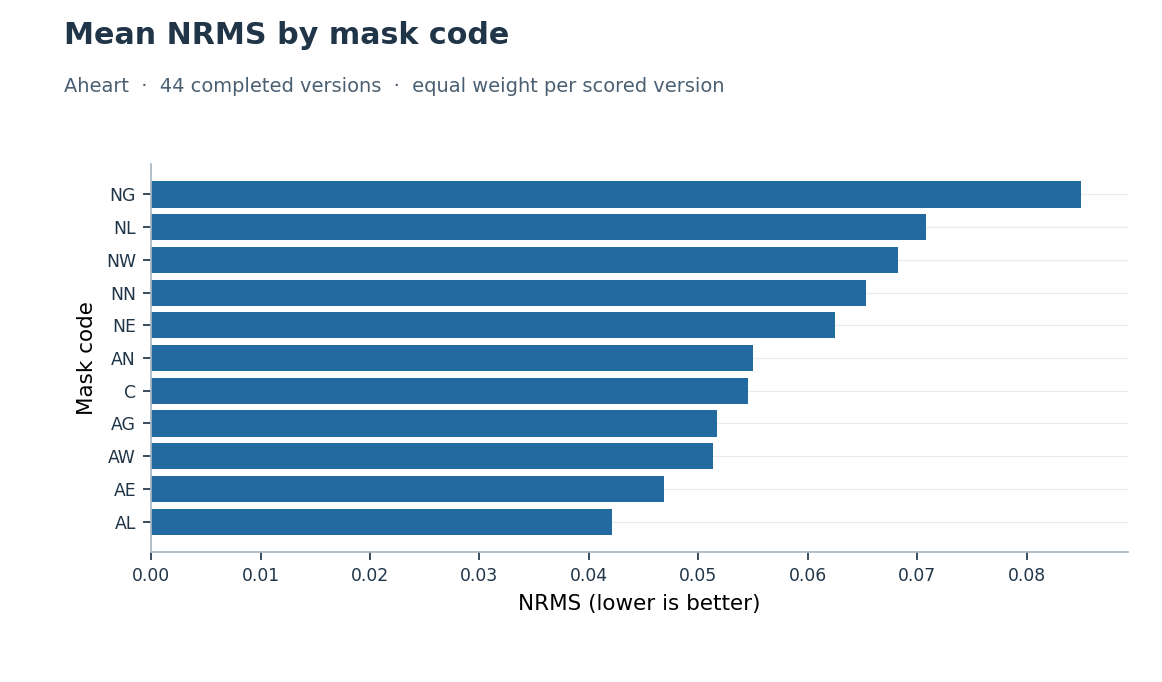 Mean NRMS by mask code
Aheart · 44 completed versions · equal weight per scored version
Mask code
NG
NL
NW
NN
NE
AN
C
AG
AW
AE
AL
0.00 0.01 0.02 0.03 0.04 0.05 0.06 0.07 0.08
NRMS (lower is better)